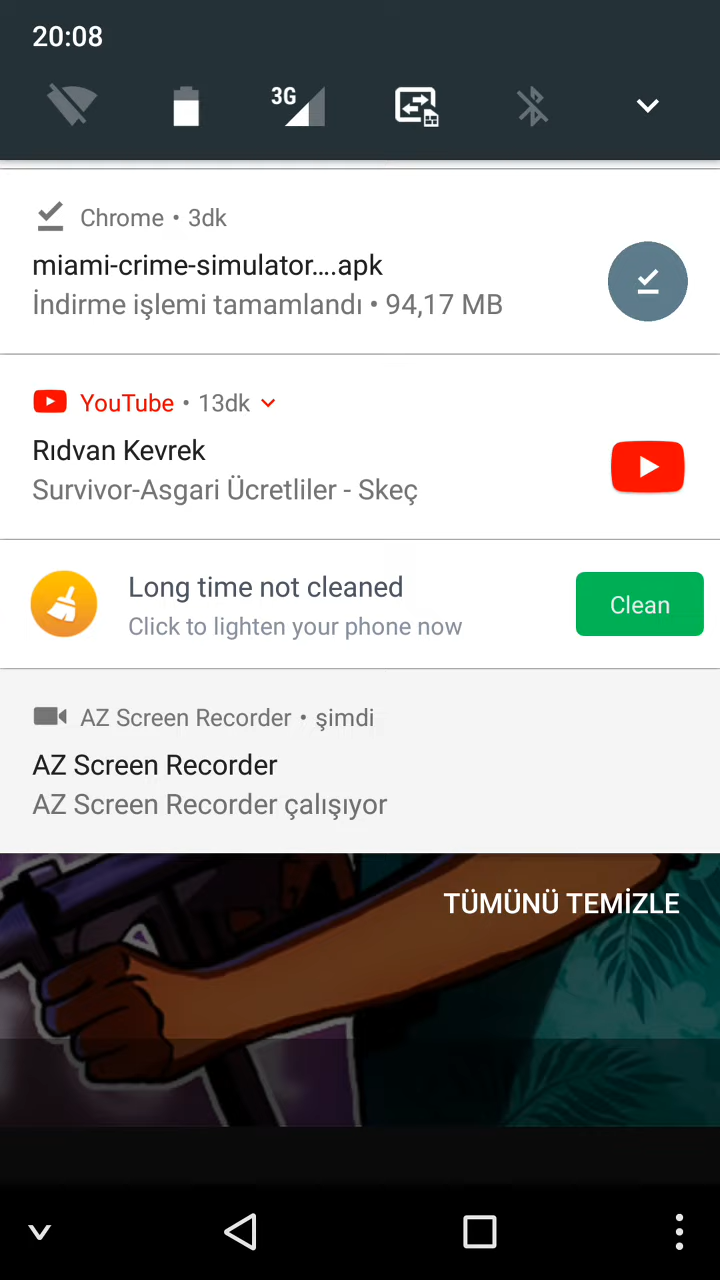 20:08
3G
Chrome • 3dk
miami-crime-simulator....apk
İndirme işlemi tamamlandı • 94,17 MB
YouTube • 13dk
Rıdvan Kevrek
Survivor-Asgari Ücretliler - Skeç
Long time not cleaned
Click to lighten your phone now
Clean
AZ Screen Recorder • şimdi
AZ Screen Recorder
AZ Screen Recorder çalışıyor
TÜMÜNÜ TEMİZLE